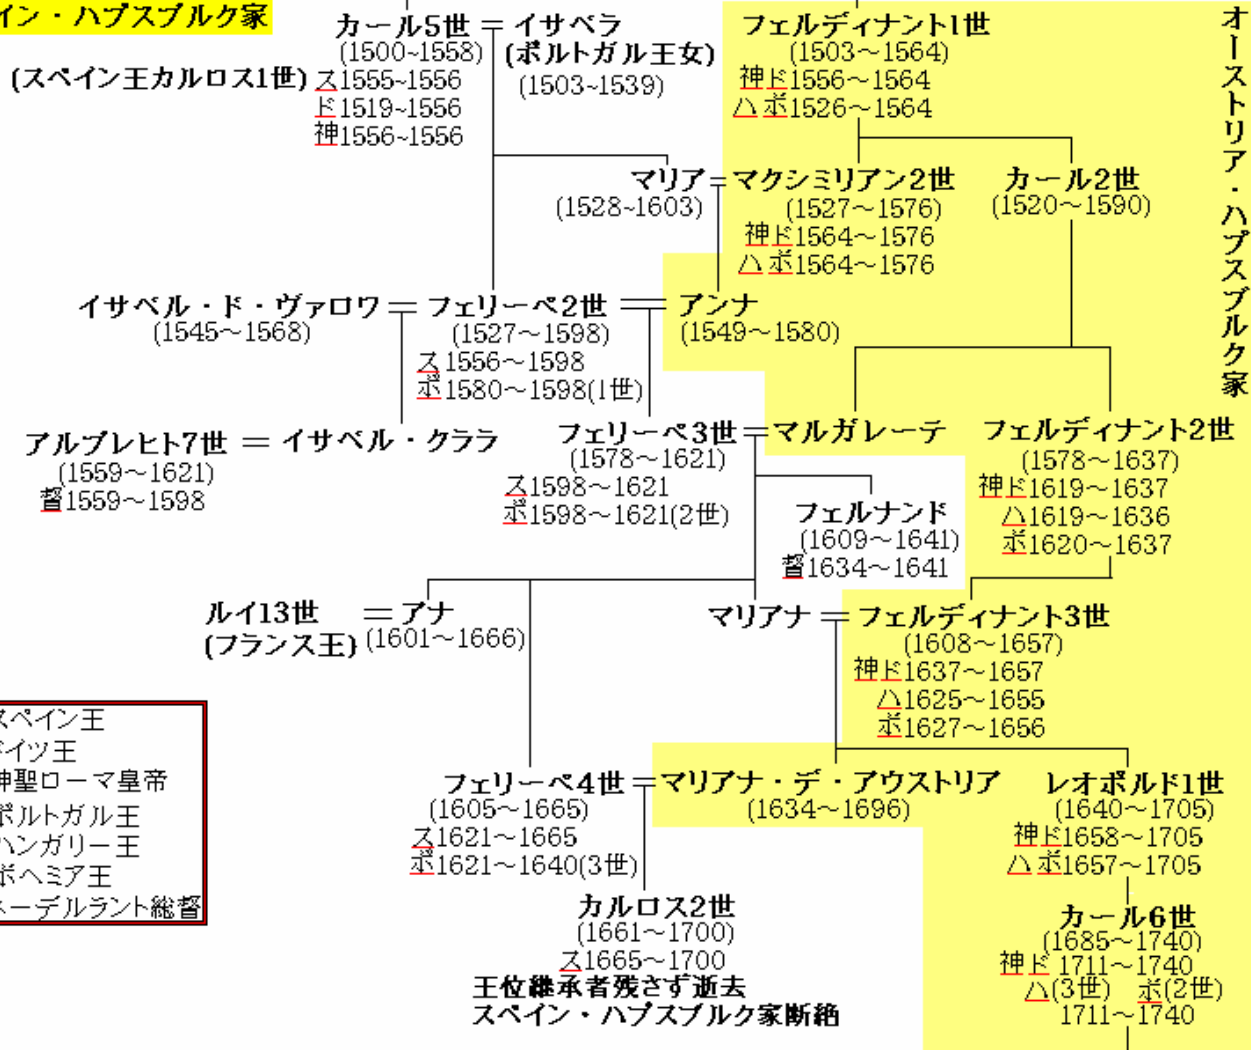 イン・ハプスブルク家
カール5世 = イサベラ
(1500~1558)
(ポルトガル王女)
(スペイン王カルロス1世)
ス1555~1556
(1503~1539)
ド1519~1556
神1556~1556
フェルディナント1世
(1503～1564)
神ド1556～1564
ハ ボ1526～1564
オーストリア・ハプスブルク家
マリア
(1528~1603)
= マクシミリアン2世
(1527～1576)
神ド1564～1576
ハ ボ1564～1576
カール2世
(1520～1590)
イサベル・ド・ヴァロワ
(1545～1568)
= フェリーペ2世
(1527～1598)
ス1556～1598
ポ1580～1598(1世)
= アンナ
(1549～1580)
アルブレヒト7世 = イサベル・クララ
(1559～1621)
督1559～1598
フェリーペ3世 = マルガレーテ
(1578～1621)
ス1598～1621
ポ1598～1621(2世)
フェルディナント2世
(1578～1637)
神ド1619～1637
ハ1619～1636
ボ1620～1637
フェルナンド
(1609～1641)
督1634～1641
ルイ13世
(フランス王)
= アナ
(1601～1666)
マリアナ = フェルディナント3世
(1608～1657)
神ド1637～1657
ハ1625～1655
ボ1627～1656
スペイン王
ドイツ王
神聖ローマ皇帝
ポルトガル王
ハンガリー王
ボヘミア王
ネーデルラント総督
フェリーペ4世
(1605～1665)
ス1621～1665
ポ1621～1640(3世)
= マリアナ・デ・アウストリア
(1634～1696)
レオポルド1世
(1640～1705)
神ド1658～1705
ハ ボ1657～1705
カルロス2世
(1661～1700)
ス1665～1700
王位継承者残さず逝去
スペイン・ハプスブルク家断絶
カール6世
(1685～1740)
神ド 1711～1740
ハ(3世) ボ(2世)
1711～1740